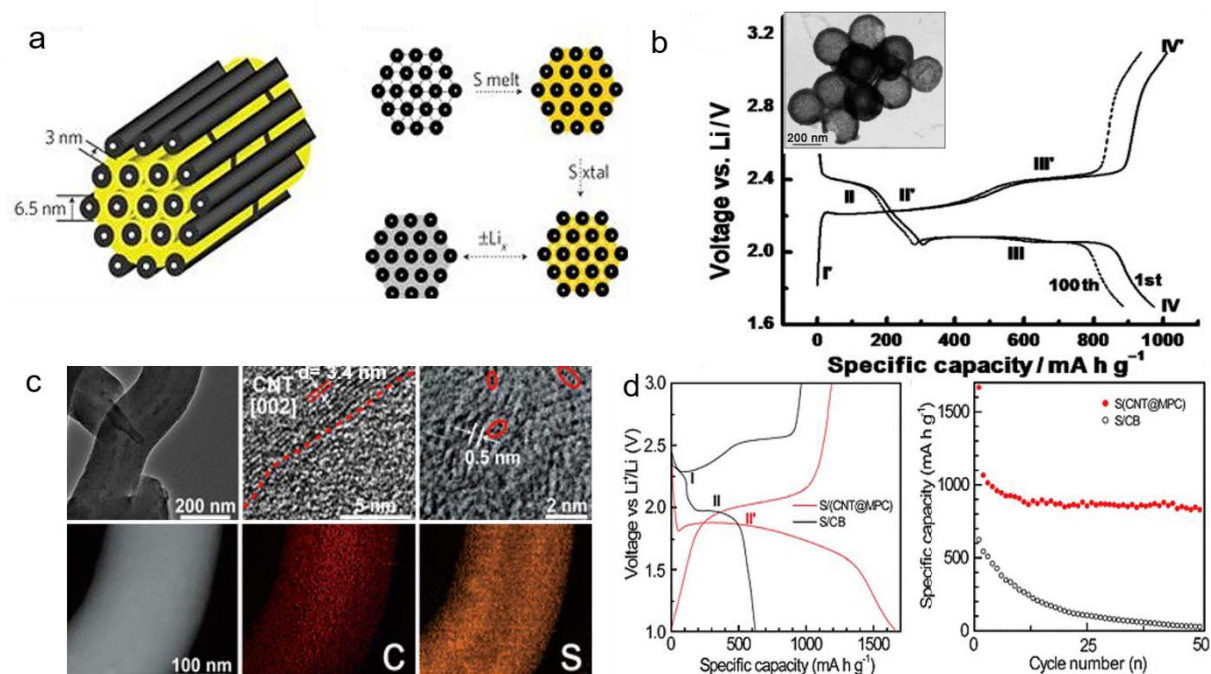 a
3 nm
6.5 nm
S melt
S xtal
±Liₓ
b
Voltage vs. Li / V
3.2
2.8
2.4
2.0
1.6
200 nm
IV'
III'
II
II'
III
I'
100 th
1st
IV
0 200 400 600 800 1000
Specific capacity / mA h g⁻¹
c
200 nm
CNT
[002]
d= 3.4 nm
5 nm
0.5 nm
2 nm
100 nm
C
S
d
Voltage vs Li⁺/Li (V)
3.0
2.5
2.0
1.5
1.0
I
II
II'
S/(CNT@MPC)
S/CB
0 500 1000 1500
Specific capacity (mA h g⁻¹)
Specific capacity (mA h g⁻¹)
1500
1000
500
0
S(CNT@MPC)
S/CB
0 25 50
Cycle number (n)